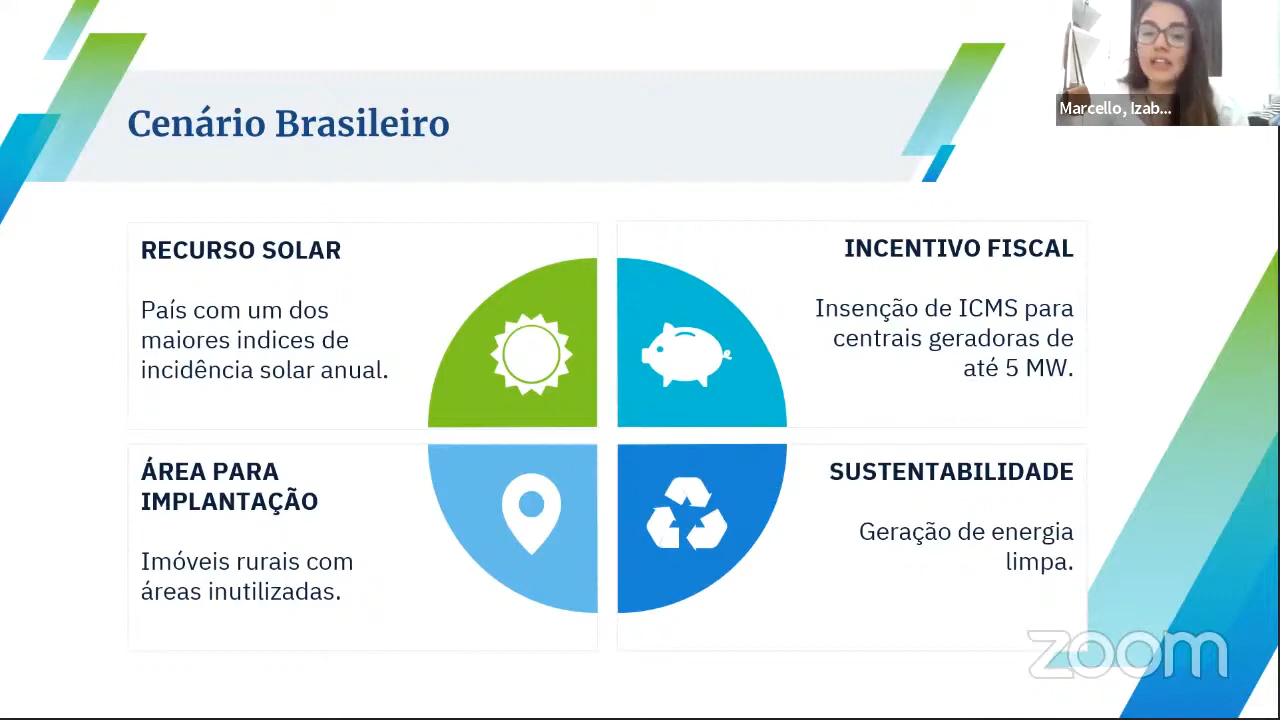 Cenário Brasileiro
Marcello, Izab...
RECURSO SOLAR
País com um dos
maiores indices de
incidência solar anual.
INCENTIVO FISCAL
Insenção de ICMS para
centrais geradoras de
até 5 MW.
ÁREA PARA
IMPLANTAÇÃO
Imóveis rurais com
áreas inutilizadas.
SUSTENTABILIDADE
Geração de energia
limpa.
zoom